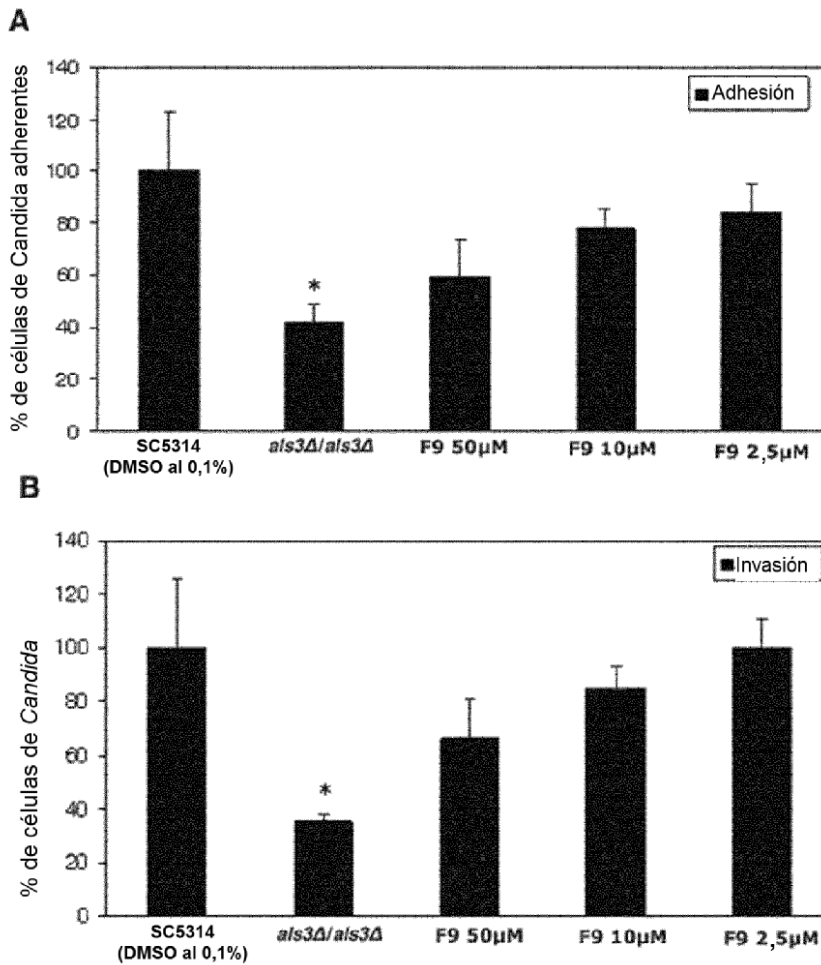 A
140
120
100
80
60
40
20
0
% de células de Candida adherentes
Adhesión
*
SC5314
(DMSO al 0,1%)
als3Δ/als3Δ
F9 50µM
F9 10µM
F9 2,5µM
B
140
120
100
80
60
40
20
0
% de células de Candida
Invasión
*
SC5314
(DMSO al 0,1%)
als3Δ/als3Δ
F9 50µM
F9 10µM
F9 2,5µM